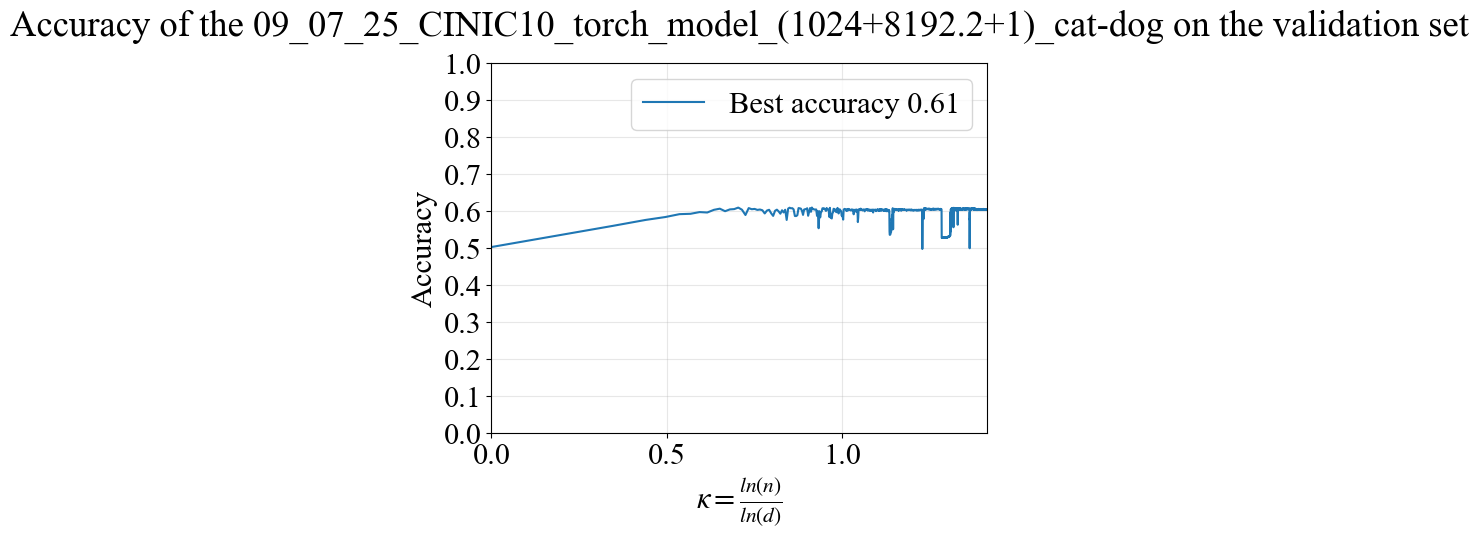 Accuracy of the 09_07_25_CINIC10_torch_model_(1024+8192.2+1)_cat-dog on the validation set
Best accuracy 0.61
Accuracy
1.0
0.9
0.8
0.7
0.6
0.5
0.4
0.3
0.2
0.1
0.0
0.0 0.5 1.0
κ = ln(n)/ln(d)